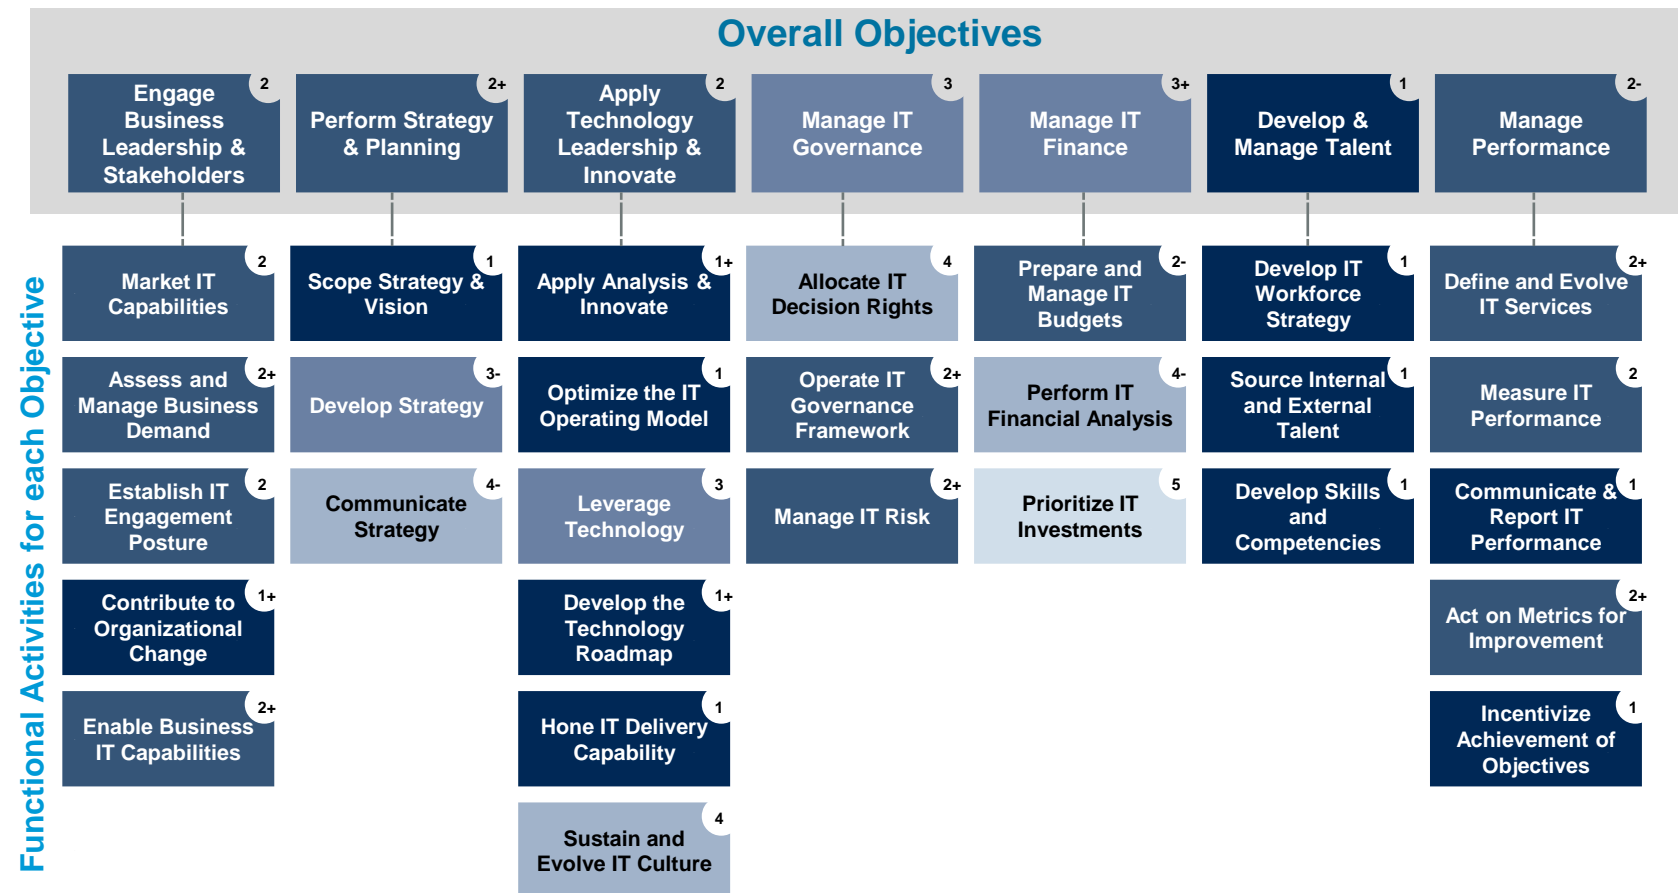 Overall Objectives
Engage
Business
Leadership &
Stakeholders
2
Perform Strategy
& Planning
2+
Apply
Technology
Leadership &
Innovate
2
Manage IT
Governance
3
Manage IT
Finance
3+
Develop &
Manage Talent
1
Manage
Performance
2-
Functional Activities for each Objective
Market IT
Capabilities
2
Scope Strategy &
Vision
1
Apply Analysis &
Innovate
1+
Allocate IT
Decision Rights
4
Prepare and
Manage IT
Budgets
2-
Develop IT
Workforce
Strategy
1
Define and Evolve
IT Services
2+
Assess and
Manage Business
Demand
2+
Develop Strategy
3-
Optimize the IT
Operating Model
1
Operate IT
Governance
Framework
2+
Perform IT
Financial Analysis
4-
Source Internal
and External
Talent
1
Measure IT
Performance
2
Establish IT
Engagement
Posture
2
Communicate
Strategy
4-
Leverage
Technology
3
Manage IT Risk
2+
Prioritize IT
Investments
5
Develop Skills
and
Competencies
1
Communicate &
Report IT
Performance
1
Contribute to
Organizational
Change
1+
Develop the
Technology
Roadmap
1+
Act on Metrics for
Improvement
2+
Enable Business
IT Capabilities
2+
Hone IT Delivery
Capability
1
Incentivize
Achievement of
Objectives
1
Sustain and
Evolve IT Culture
4